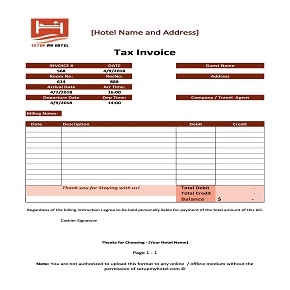 SETUP MY HOTEL
[Hotel Name and Address]
Tax Invoice
INVOICE # DATE Guest Name
568 4/9/2018
Room No: ResNo: Address
614 888
Arrival Date Arr Time:
4/7/2018 16:00
Departure Date Dep Time: Company / Travel Agent
4/9/2018 14:00
Billing Notes:
Date Description Debit Credit
Thank you for Staying with us! Total Debit -
Total Credit -
Balance $ -
Regardless of the billing instruction I agree to be held personally liable for payment of the total amount of this bill.
Cashier Signature
Thanks for Choosing - [Your Hotel Name]
Page 1 - 1
Note: You are not authorized to upload this format to any online / offline medium without the
permission of setupmyhotel.com ©